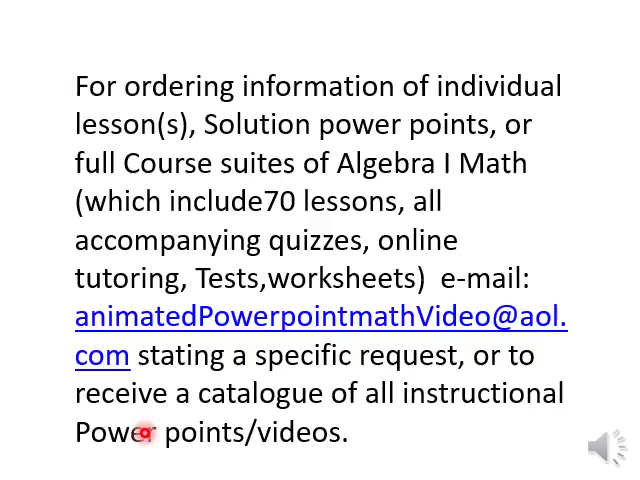 For ordering information of individual
lesson(s), Solution power points, or
full Course suites of Algebra I Math
(which include70 lessons, all
accompanying quizzes, online
tutoring, Tests,worksheets)  e-mail:
animatedPowerpointmathVideo@aol.
com stating a specific request, or to
receive a catalogue of all instructional
Power points/videos.